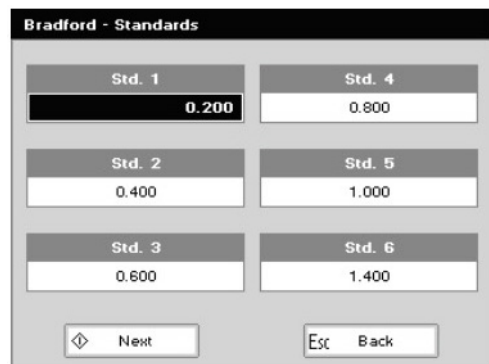 Bradford - Standards
Std. 1
0.200
Std. 4
0.800
Std. 2
0.400
Std. 5
1.000
Std. 3
0.600
Std. 6
1.400
Next
Esc Back